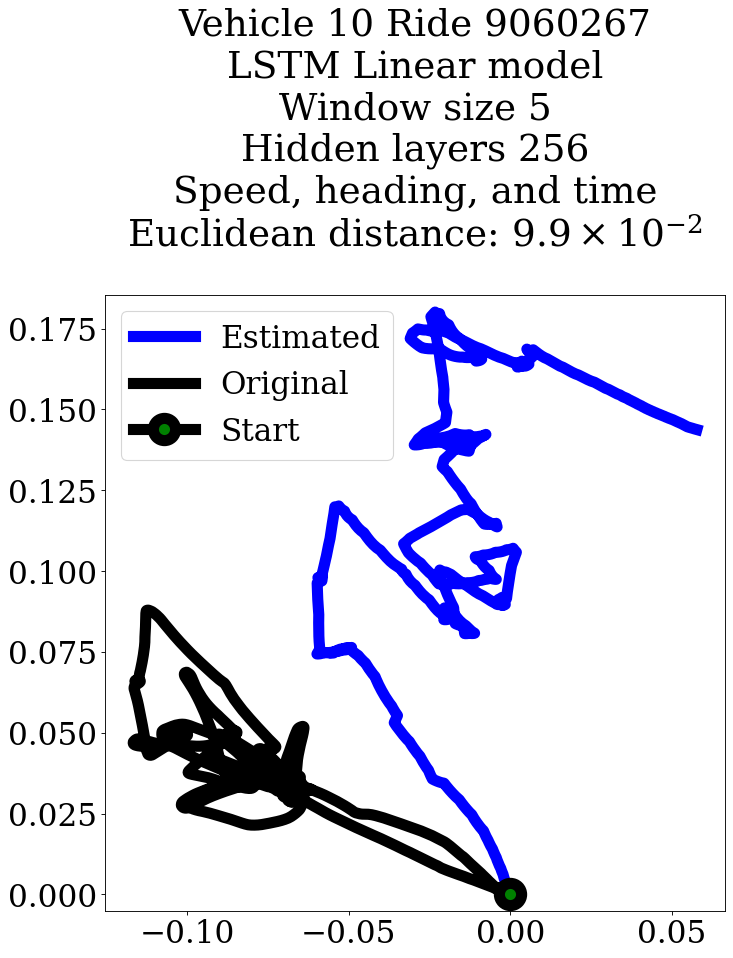 Vehicle 10 Ride 9060267
LSTM Linear model
Window size 5
Hidden layers 256
Speed, heading, and time
Euclidean distance: 9.9 × 10⁻²
Estimated
Original
Start
0.175
0.150
0.125
0.100
0.075
0.050
0.025
0.000
−0.10
−0.05
0.00
0.05